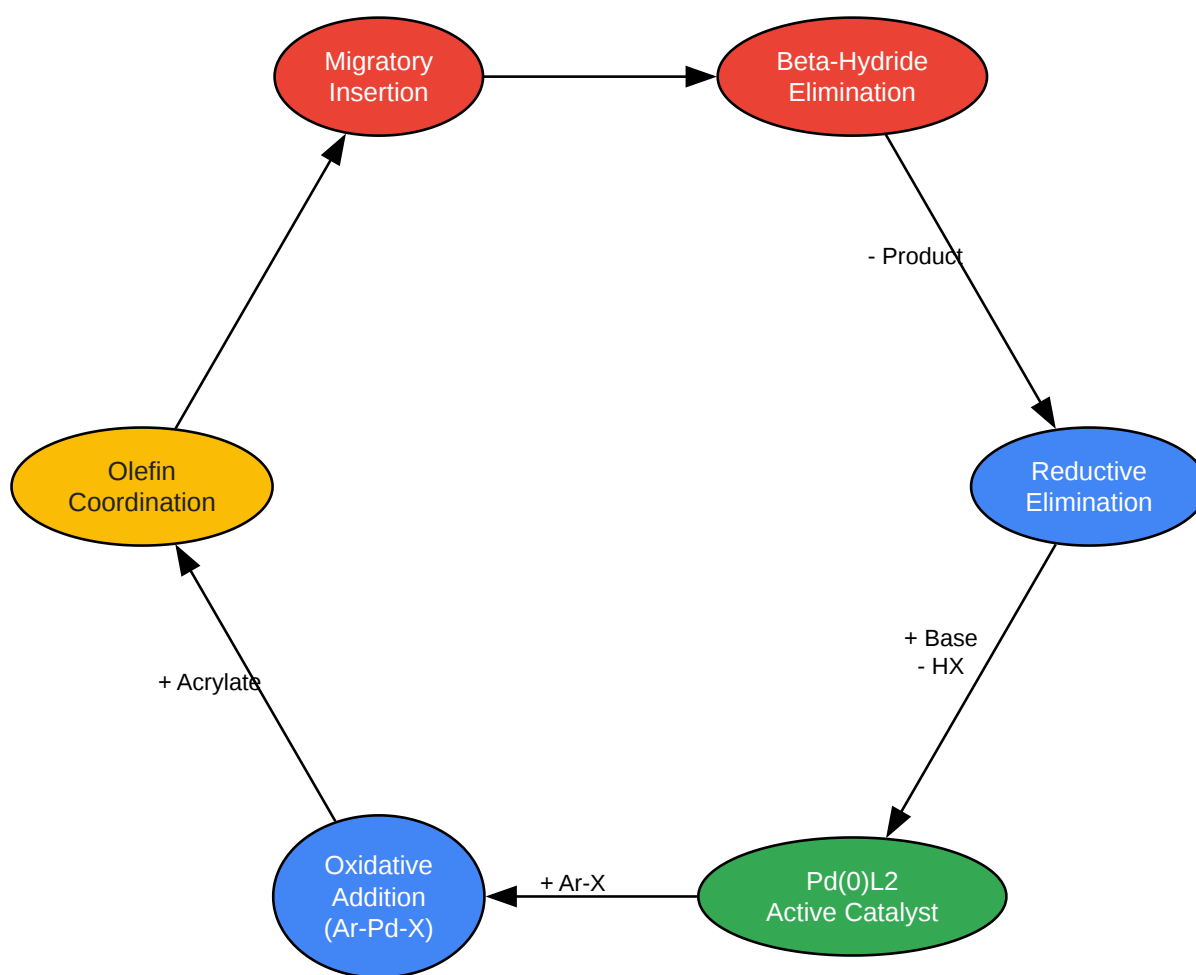 Migratory
Insertion
Beta-Hydride
Elimination
- Product
Olefin
Coordination
Reductive
Elimination
+ Base
- HX
+ Acrylate
Oxidative
Addition
(Ar-Pd-X)
+ Ar-X
Pd(0)L2
Active Catalyst